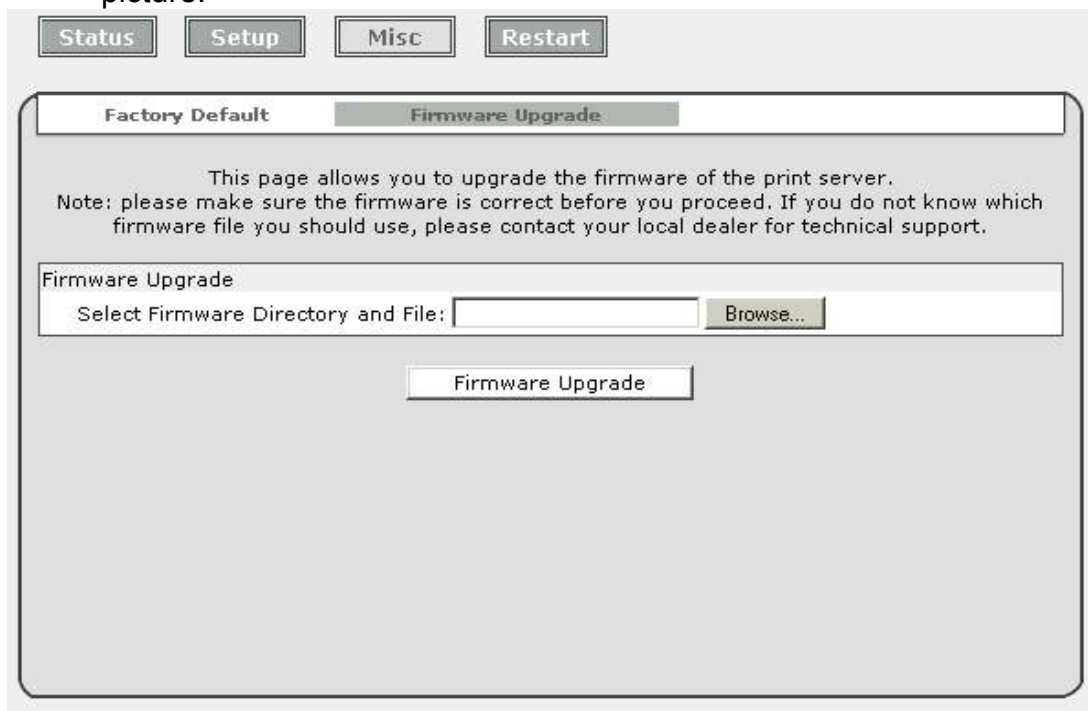 picture.
Status Setup Misc Restart
Factory Default Firmware Upgrade
This page allows you to upgrade the firmware of the print server.
Note: please make sure the firmware is correct before you proceed. If you do not know which
firmware file you should use, please contact your local dealer for technical support.
Firmware Upgrade
Select Firmware Directory and File: Browse...
Firmware Upgrade